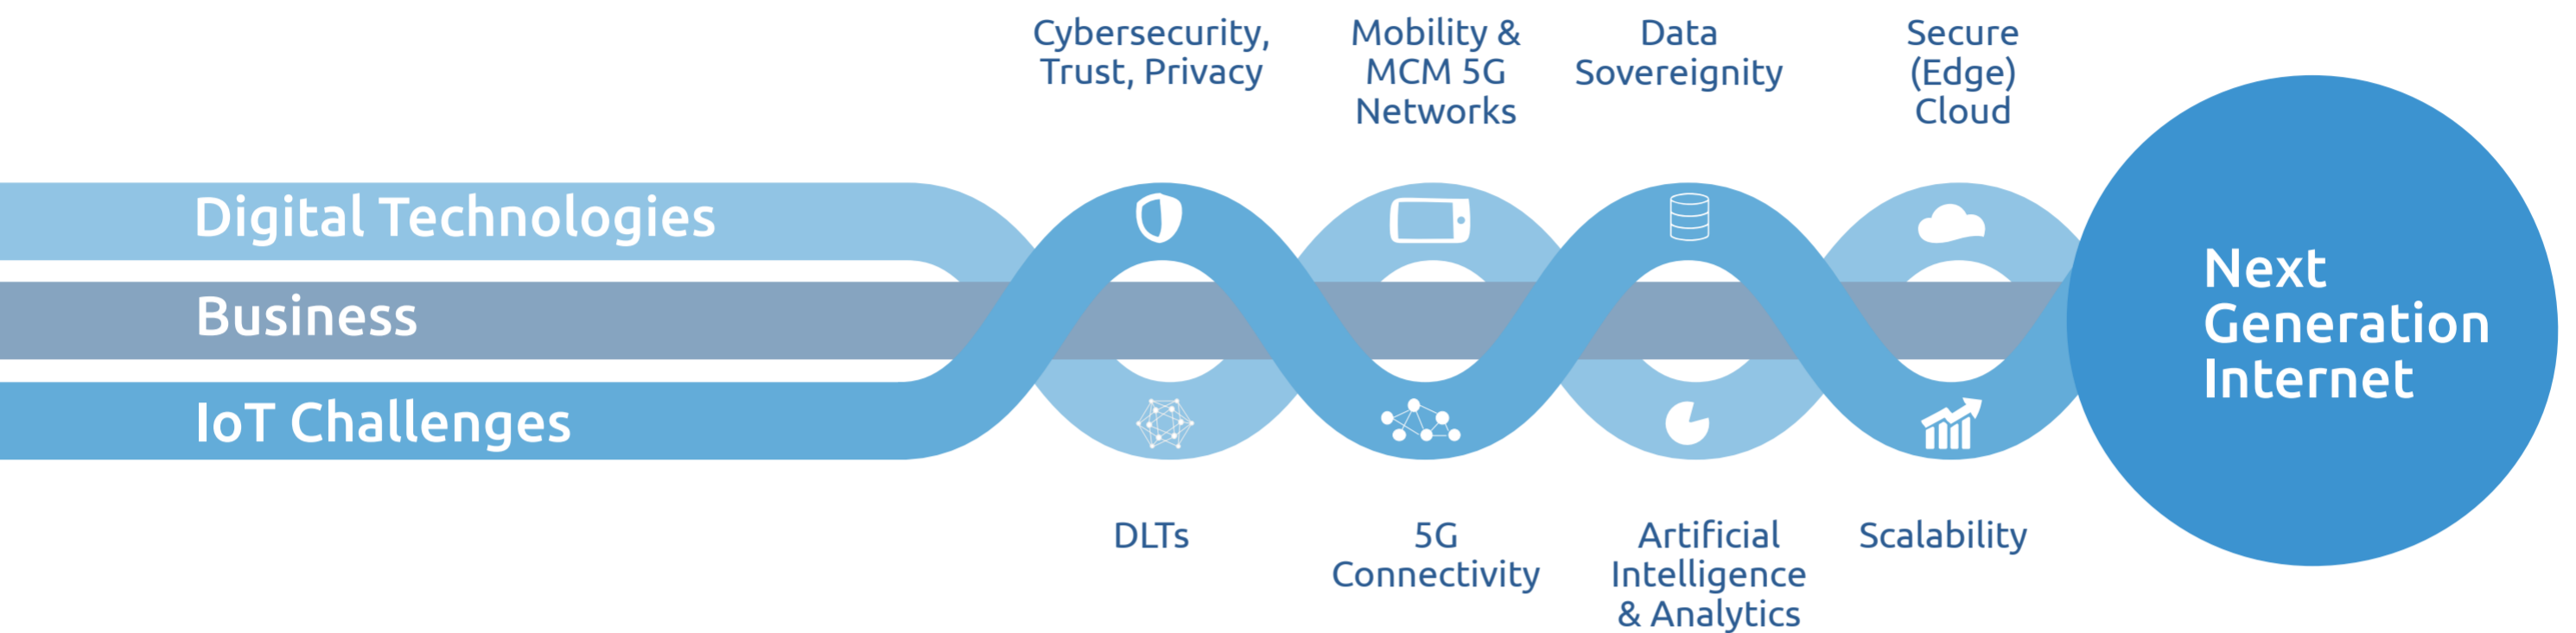 Cybersecurity,
Trust, Privacy
Mobility &
MCM 5G
Networks
Data
Sovereignity
Secure
(Edge)
Cloud
Digital Technologies
Business
IoT Challenges
Next
Generation
Internet
DLTs
5G
Connectivity
Artificial
Intelligence
& Analytics
Scalability